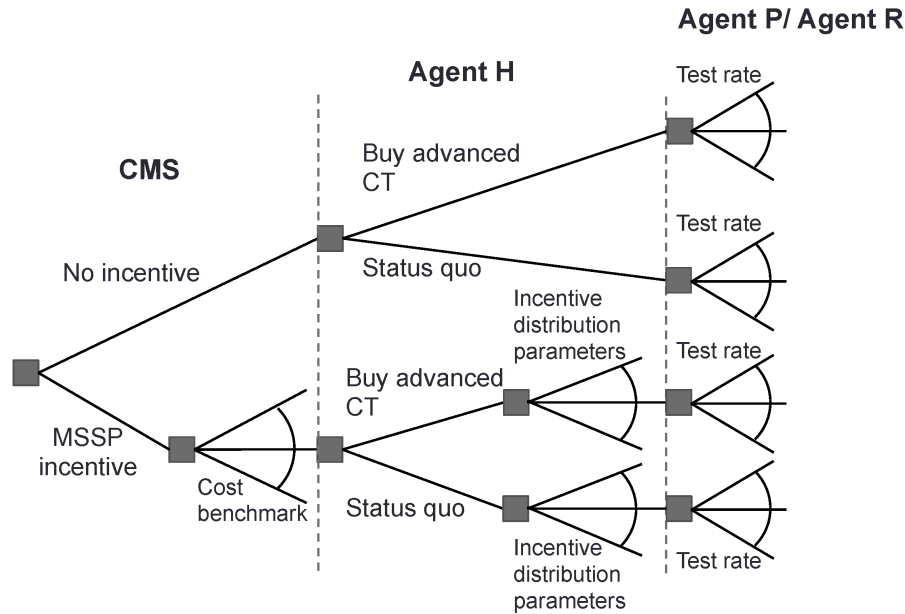 Agent P/ Agent R
Agent H
CMS
Test rate
Buy advanced
CT
No incentive
Status quo
Test rate
Incentive
distribution
parameters
Test rate
MSSP
incentive
Cost
benchmark
Buy advanced
CT
Status quo
Incentive
distribution
parameters
Test rate